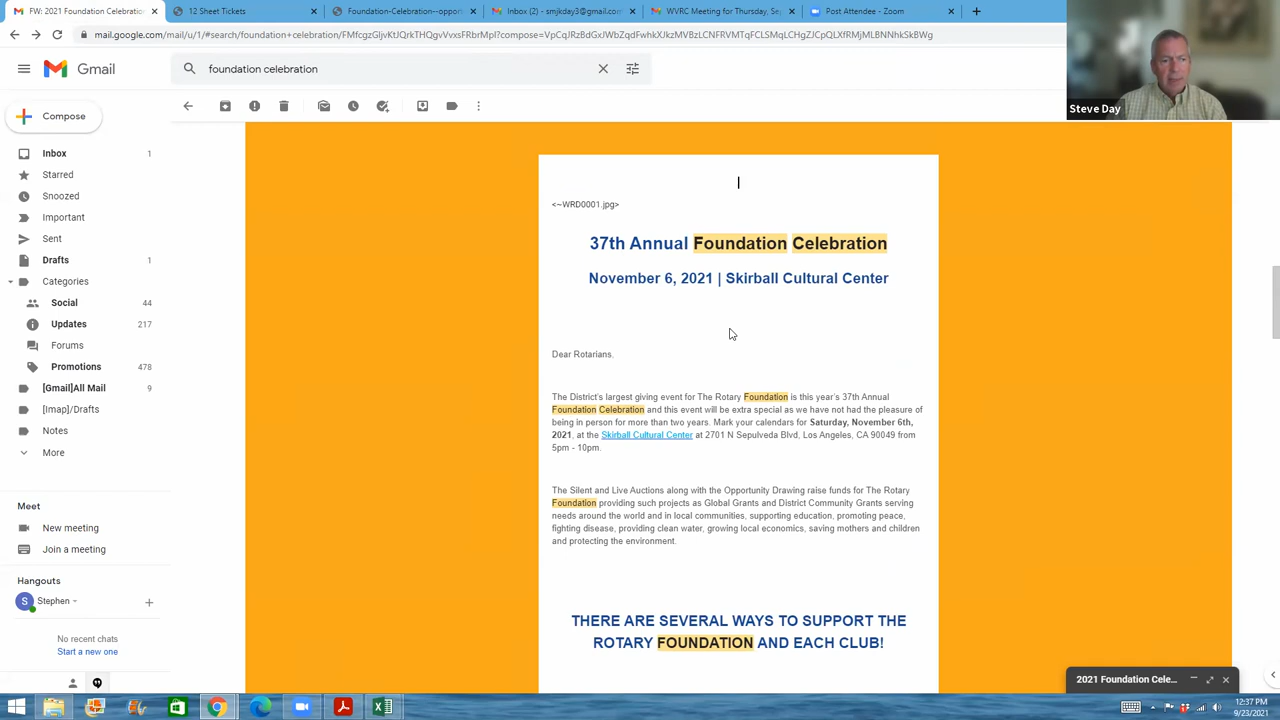 FW: 2021 Foundation Celebration
12 Sheet Tickets
Foundation-Celebration--opport
Inbox (2) - smjkday3@gmail.com
WVRC Meeting for Thursday, Se
Post Attendee - Zoom
mail.google.com/mail/u/1/#search/foundation+celebration/
Steve Day
Gmail
foundation celebration
Compose
Inbox 1
Starred
Snoozed
Important
Sent
Drafts 1
Categories
Social 44
Updates 217
Forums
Promotions 478
[Gmail]All Mail 9
[Imap]/Drafts
Notes
More
Meet
New meeting
Join a meeting
Hangouts
Stephen
No recent chats
Start a new one
<~WRD0001.jpg>
37th Annual Foundation Celebration
November 6, 2021 | Skirball Cultural Center
Dear Rotarians.
The District's largest giving event for The Rotary Foundation is this year's 37th Annual
Foundation Celebration and this event will be extra special as we have not had the pleasure of
being in person for more than two years. Mark your calendars for Saturday, November 6th,
2021, at the Skirball Cultural Center at 2701 N Sepulveda Blvd, Los Angeles, CA 90049 from
5pm - 10pm.
The Silent and Live Auctions along with the Opportunity Drawing raise funds for The Rotary
Foundation providing such projects as Global Grants and District Community Grants serving
needs around the world and in local communities, supporting education, promoting peace,
fighting disease, providing clean water, growing local economics, saving mothers and children
and protecting the environment.
THERE ARE SEVERAL WAYS TO SUPPORT THE
ROTARY FOUNDATION AND EACH CLUB!
2021 Foundation Cele...
12:37 PM
9/23/2021